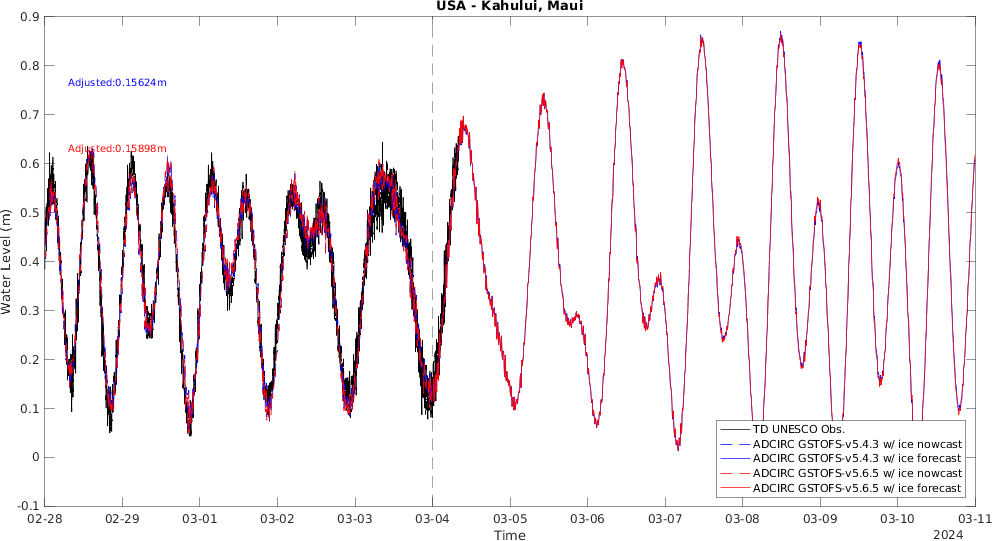 USA - Kahului, Maui
0.9
0.8
0.7
0.6
0.5
0.4
0.3
0.2
0.1
0
-0.1
Water Level (m)
Adjusted:0.15624m
Adjusted:0.15898m
TD UNESCO Obs.
ADCIRC GSTOFS-v5.4.3 w/ ice nowcast
ADCIRC GSTOFS-v5.4.3 w/ ice forecast
ADCIRC GSTOFS-v5.6.5 w/ ice nowcast
ADCIRC GSTOFS-v5.6.5 w/ ice forecast
02-28 02-29 03-01 03-02 03-03 03-04 03-05 03-06 03-07 03-08 03-09 03-10 03-11
Time
2024